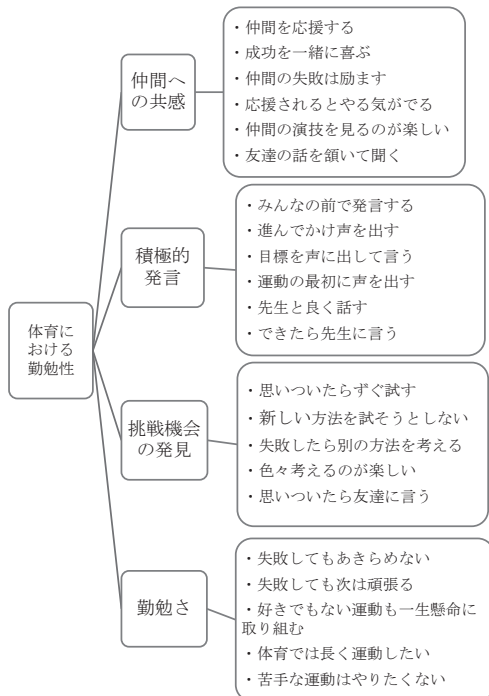 体育に
おける
勤勉性
仲間へ
の共感
・仲間を応援する
・成功を一緒に喜ぶ
・仲間の失敗は励ます
・応援されるとやる気がでる
・仲間の演技を見るのが楽しい
・友達の話を頷いて聞く
積極的
発言
・みんなの前で発言する
・進んでかけ声を出す
・目標を声に出して言う
・運動の最初に声を出す
・先生と良く話す
・できたら先生に言う
挑戦機会
の発見
・思いついたらずぐ試す
・新しい方法を試そうとしない
・失敗したら別の方法を考える
・色々考えるのが楽しい
・思いついたら友達に言う
勤勉さ
・失敗してもあきらめない
・失敗しても次は頑張る
・好きでもない運動も一生懸命に
取り組む
・体育では長く運動したい
・苦手な運動はやりたくない